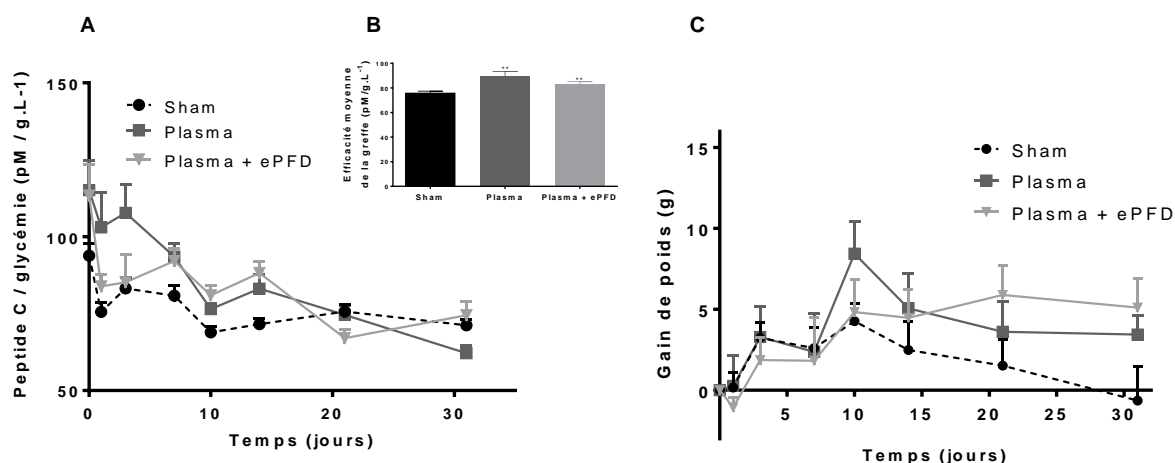 A
Peptide C / glycémie (pM / g.L-1)
150
100
50
0
10
20
30
Temps (jours)
Sham
Plasma
Plasma + ePFD
B
Efficacité moyenne
de la greffe (pM/g.L⁻¹)
100
80
60
40
20
0
**
**
Sham
Plasma
Plasma + ePFD
C
Gain de poids (g)
15
10
5
0
5
10
15
20
25
30
Temps (jours)
Sham
Plasma
Plasma + ePFD